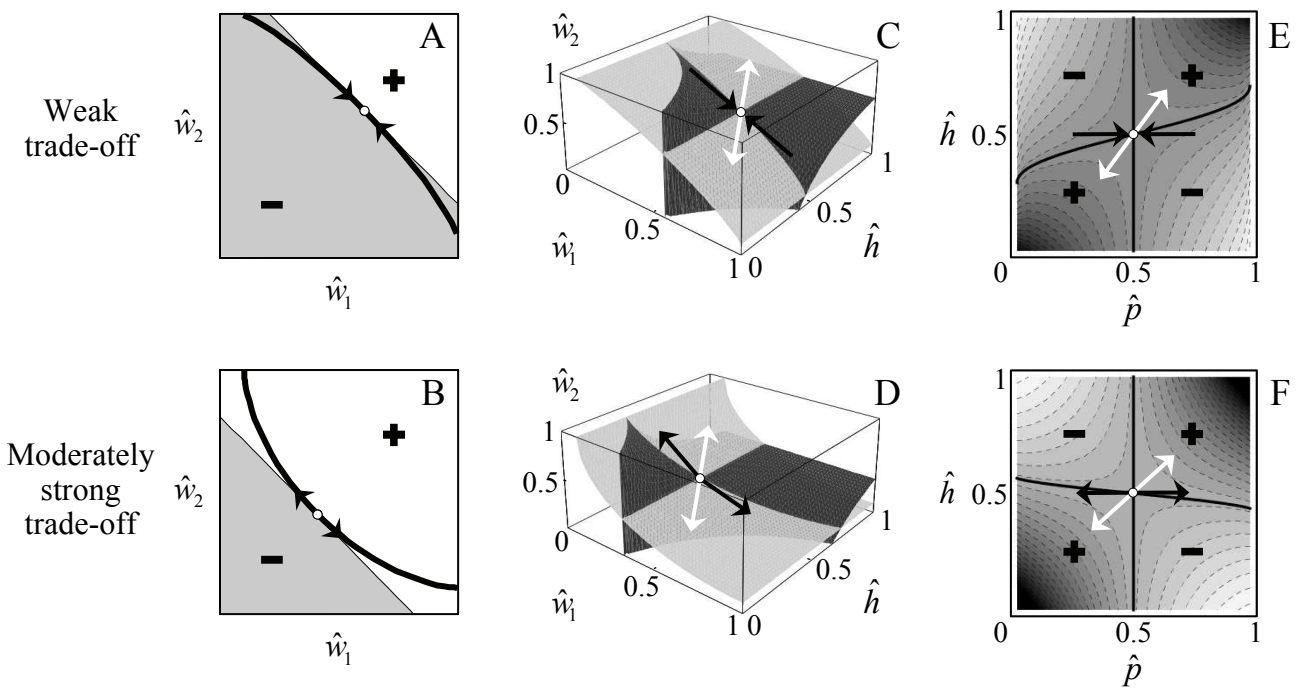 Weak
trade-off
A
ŵ₂
+
−
ŵ₁
C
ŵ₂
1
0.5
0
0.5
1
ŵ₁
0
0.5
1
ĥ
E
1
ĥ 0.5
0
0.5
1
p̂
− +
+ −
Moderately
strong
trade-off
B
ŵ₂
+
−
ŵ₁
D
ŵ₂
1
0.5
0
0.5
1
ŵ₁
0
0.5
1
ĥ
F
1
ĥ 0.5
0
0.5
1
p̂
− +
+ −